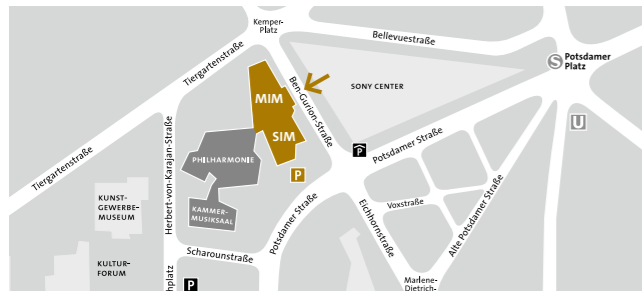 Kemper-
Platz
Bellevuestraße
Tiergartenstraße
S
Potsdamer
Platz
Ben-Gurion-Straße
MIM
SONY CENTER
SIM
U
Herbert-von-Karajan-Straße
PHILHARMONIE
P
Potsdamer Straße
P
Tiergartenstraße
KUNST-
GEWERBE-
MUSEUM
KAMMER-
MUSIKSAAL
Potsdamer Straße
Eichhornstraße
Voxstraße
Alte Potsdamer Straße
KULTUR-
FORUM
Scharounstraße
P
hplatz
Marlene-
Dietrich-